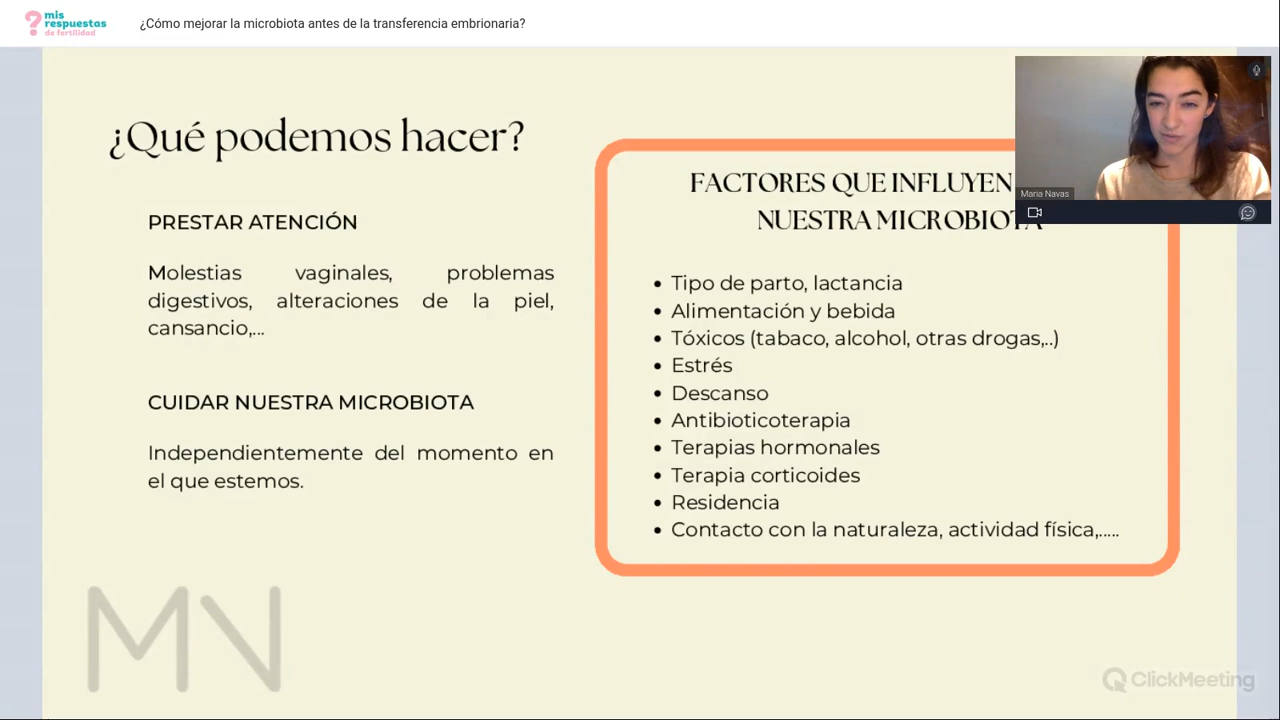 mis
respuestas
de fertilidad
¿Cómo mejorar la microbiota antes de la transferencia embrionaria?
¿Qué podemos hacer?
PRESTAR ATENCIÓN
Molestias vaginales, problemas
digestivos, alteraciones de la piel,
cansancio,...
CUIDAR NUESTRA MICROBIOTA
Independientemente del momento en
el que estemos.
FACTORES QUE INFLUYEN
NUESTRA MICROBIOTA
• Tipo de parto, lactancia
• Alimentación y bebida
• Tóxicos (tabaco, alcohol, otras drogas,..)
• Estrés
• Descanso
• Antibioticoterapia
• Terapias hormonales
• Terapia corticoides
• Residencia
• Contacto con la naturaleza, actividad física,.....
Maria Navas
MN
ClickMeeting